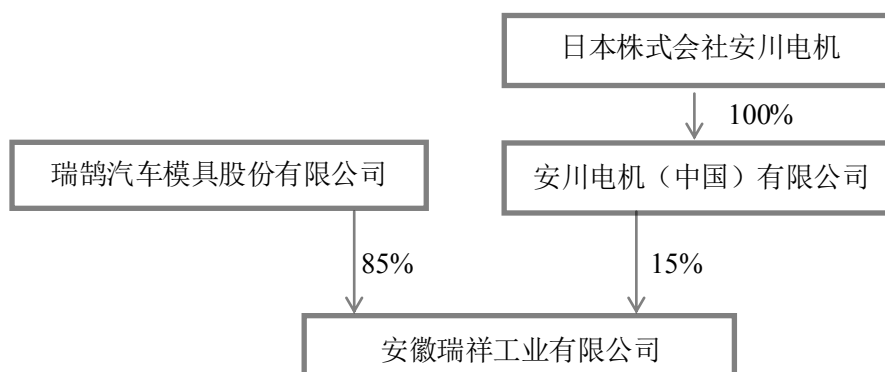 日本株式会社安川电机
100%
瑞鹄汽车模具股份有限公司
安川电机（中国）有限公司
85%
15%
安徽瑞祥工业有限公司